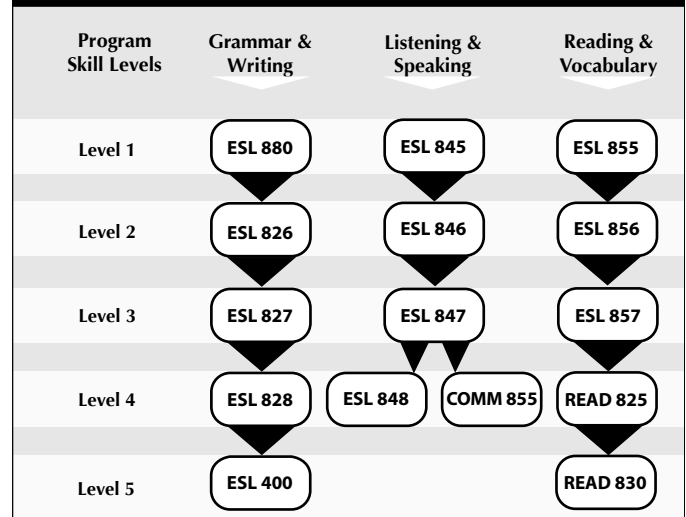 Program Grammar & Listening & Reading &
Skill Levels Writing Speaking Vocabulary
Level 1 ESL 880 ESL 845 ESL 855
Level 2 ESL 826 ESL 846 ESL 856
Level 3 ESL 827 ESL 847 ESL 857
Level 4 ESL 828 ESL 848 COMM 855 READ 825
Level 5 ESL 400 READ 830